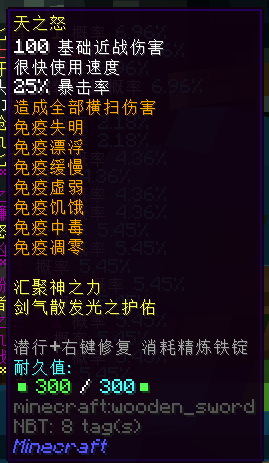 天之怒
100 基础近战伤害
很快使用速度
25% 暴击率
造成全部横扫伤害
免疫失明
免疫漂浮
免疫缓慢
免疫虚弱
免疫饥饿
免疫中毒
免疫凋零
汇聚神之力
剑气散发光之护佑
潜行+右键修复 消耗精炼铁锭
耐久值:
▪ 300 / 300 ▪
minecraft:wooden_sword
NBT: 8 tag(s)
Minecraft